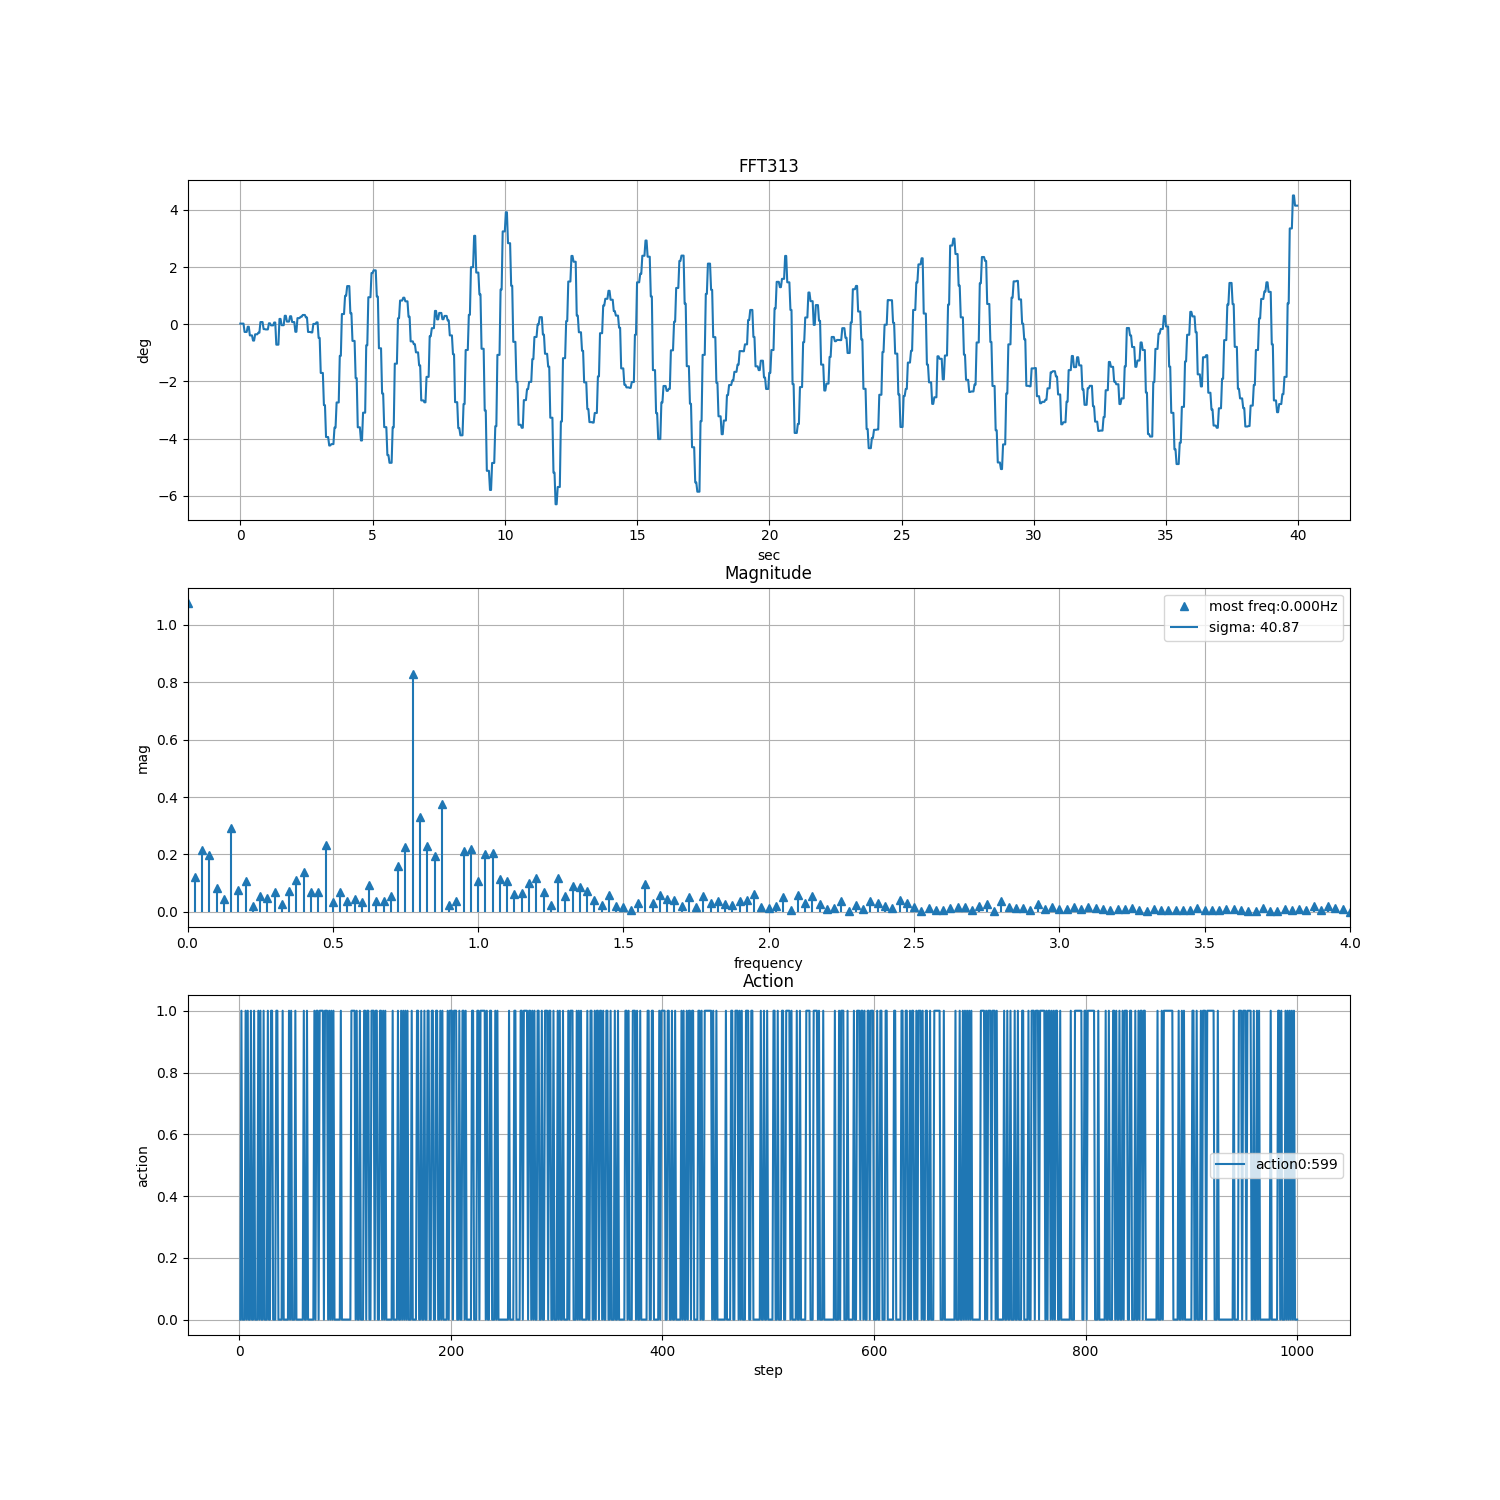 FFT313
4
2
0
−2
−4
−6
deg
0 5 10 15 20 25 30 35 40
sec
Magnitude
most freq:0.000Hz
sigma: 40.87
1.0
0.8
0.6
0.4
0.2
0.0
mag
0.0 0.5 1.0 1.5 2.0 2.5 3.0 3.5 4.0
frequency
Action
1.0
0.8
0.6
0.4
0.2
0.0
action
action0:599
0 200 400 600 800 1000
step